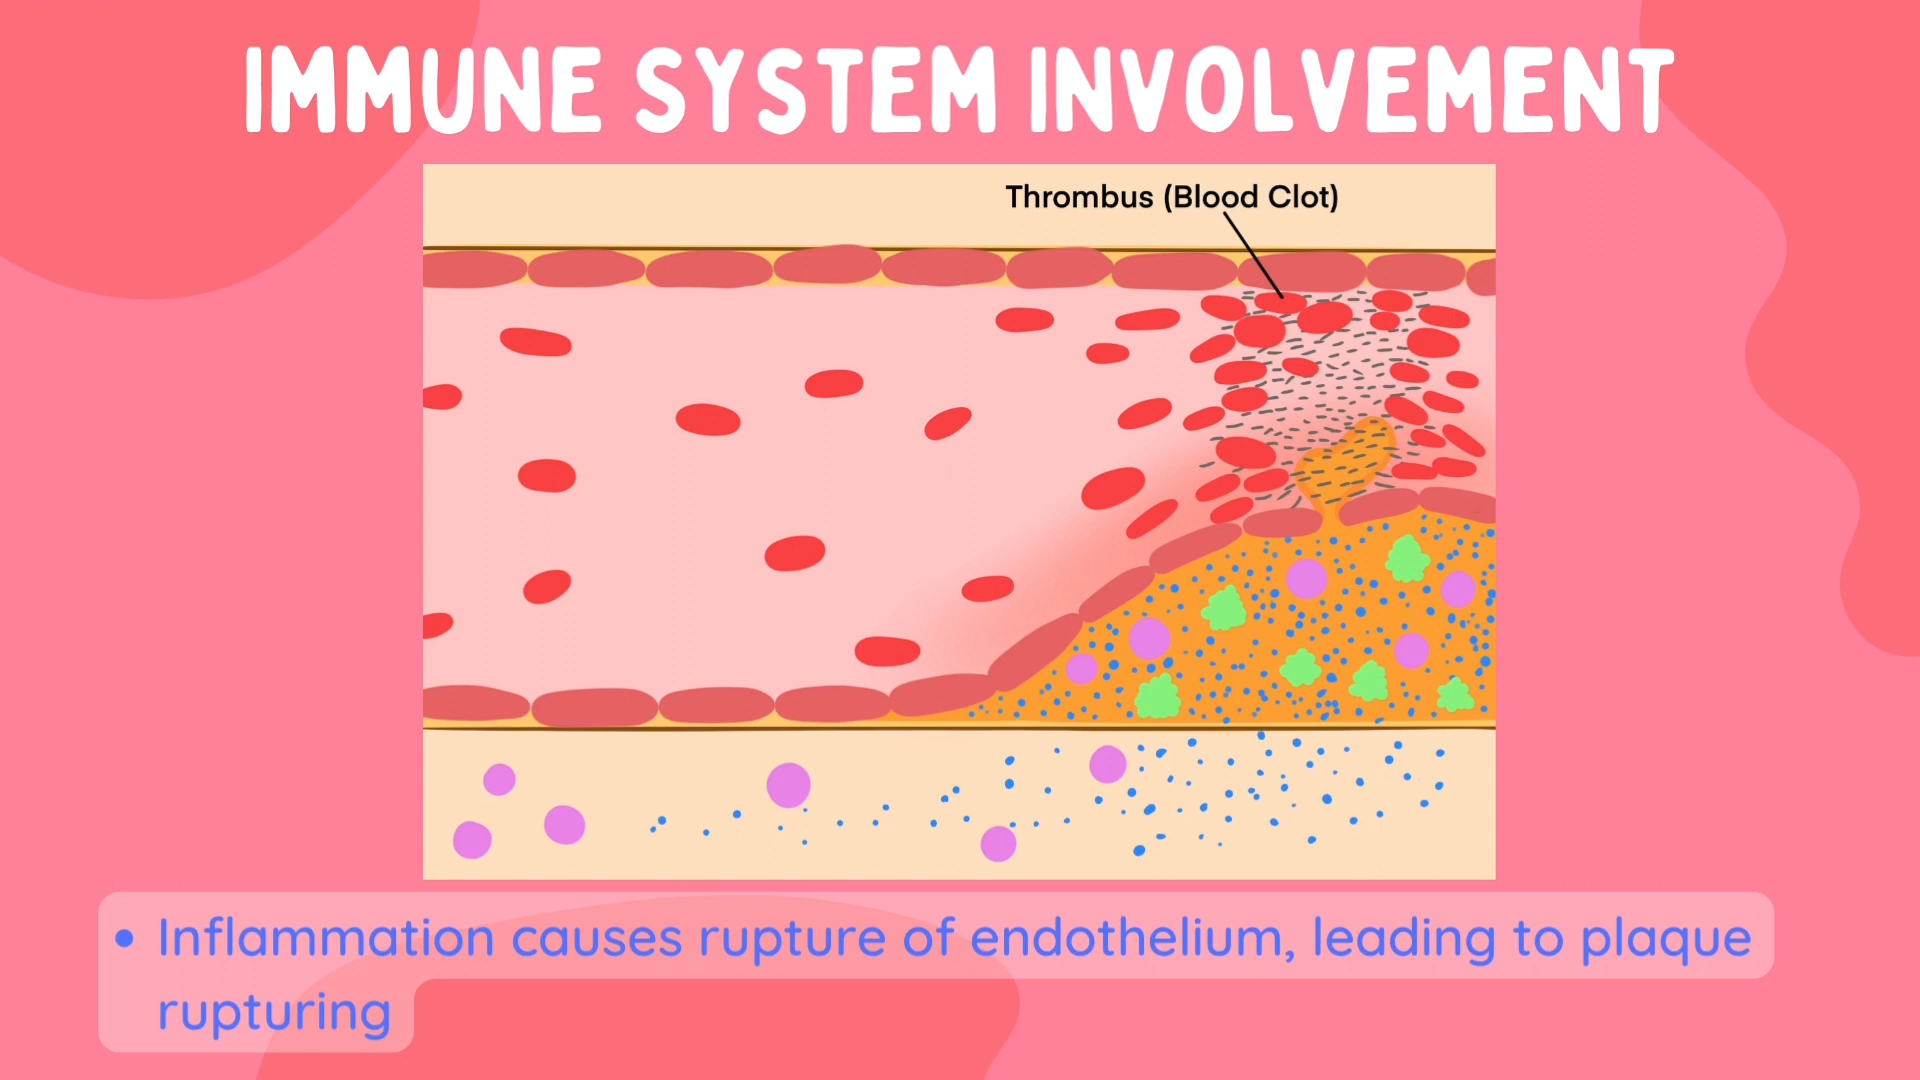 IMMUNE SYSTEM INVOLVEMENT
Thrombus (Blood Clot)
• Inflammation causes rupture of endothelium, leading to plaque
rupturing